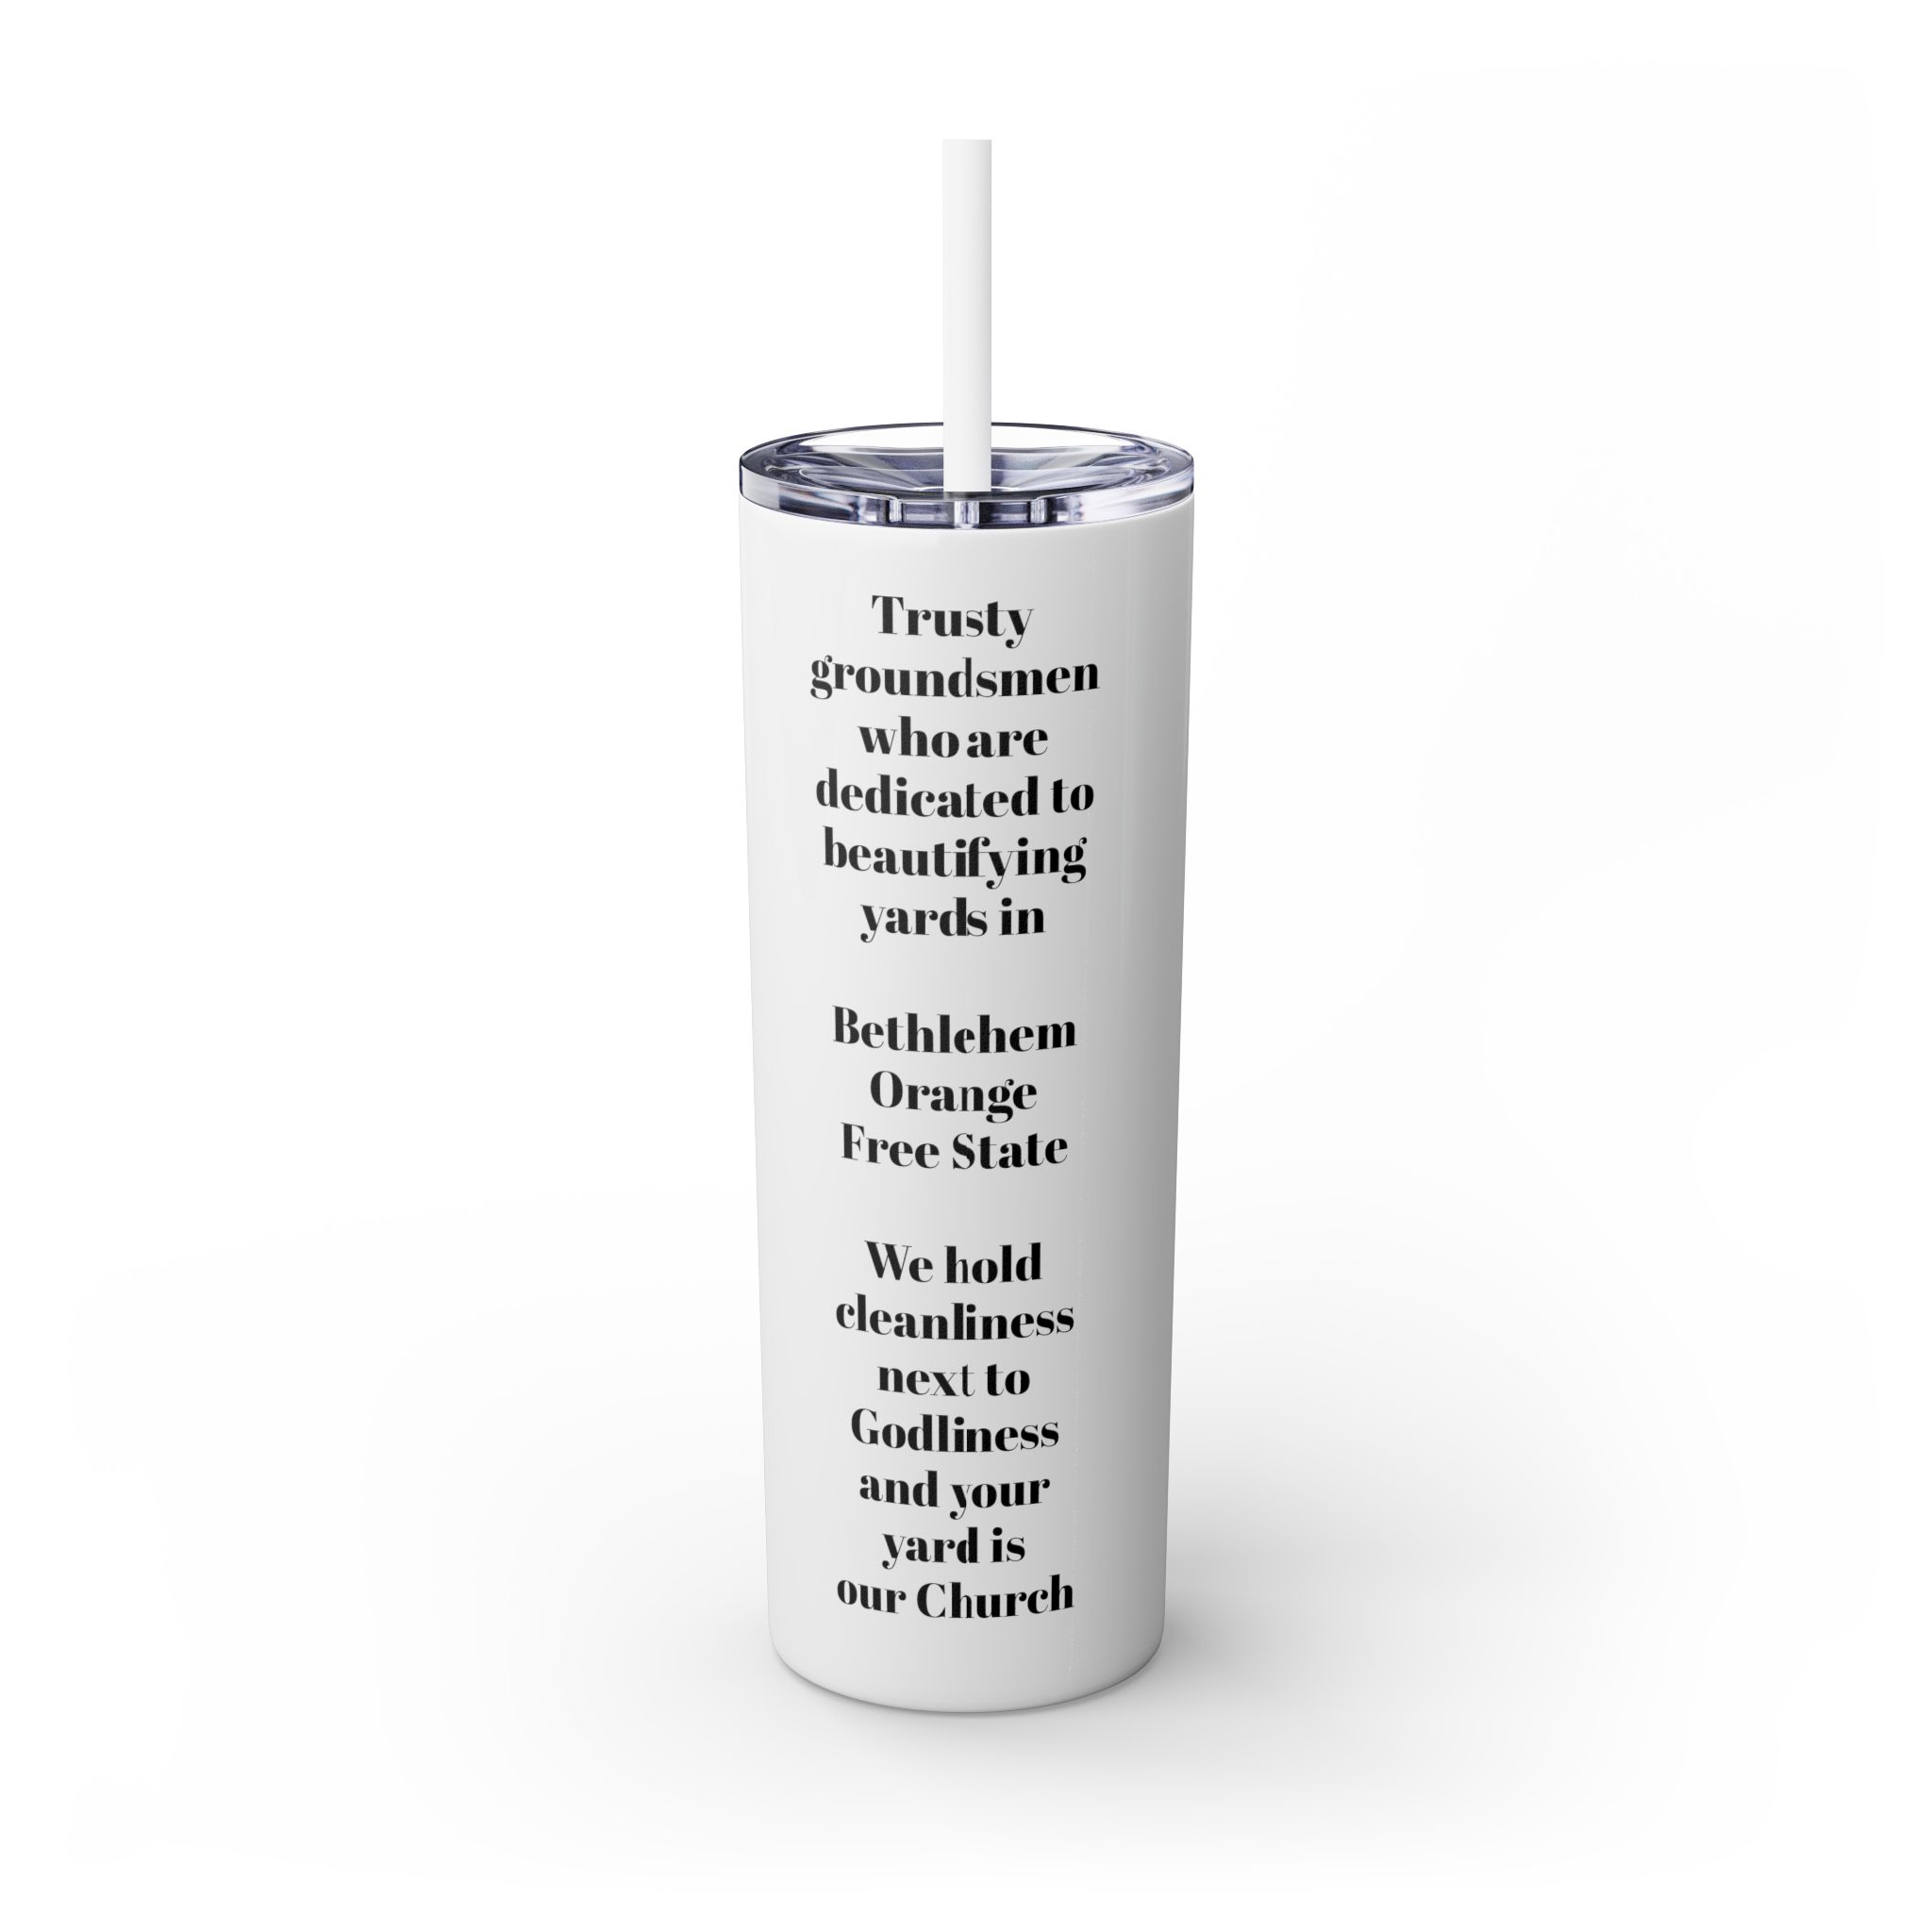 Trusty
groundsmen
who are
dedicated to
beautifying
yards in
Bethlehem
Orange
Free State
We hold
cleanliness
next to
Godliness
and your
yard is
our Church